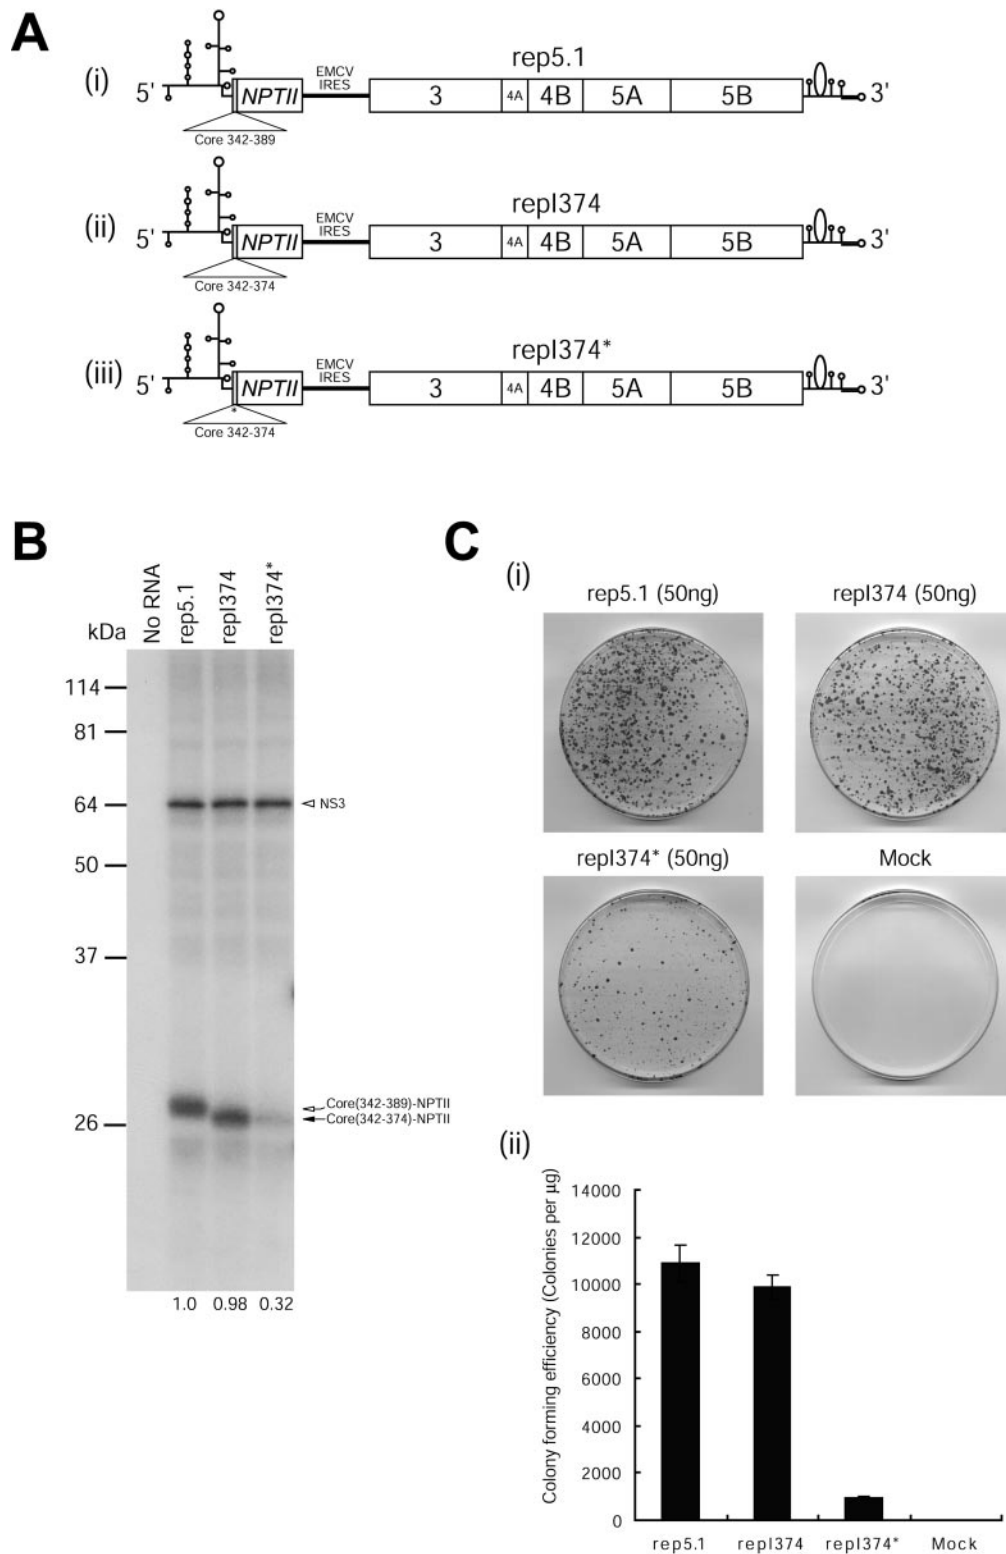 A
(i)
rep5.1
5'
NPTII
EMCV
IRES
3
4A
4B
5A
5B
3'
Core 342-389
(ii)
repI374
5'
NPTII
EMCV
IRES
3
4A
4B
5A
5B
3'
Core 342-374
(iii)
repI374*
5'
NPTII
EMCV
IRES
3
4A
4B
5A
5B
3'
*
Core 342-374
B
kDa
No RNA
rep5.1
repI374
repI374*
114
81
64
50
37
26
NS3
Core(342-389)-NPTII
Core(342-374)-NPTII
1.0 0.98 0.32
C
(i)
rep5.1 (50ng)
repI374 (50ng)
repI374* (50ng)
Mock
(ii)
Colony forming efficiency (Colonies per µg)
14000
12000
10000
8000
6000
4000
2000
0
rep5.1 repI374 repI374* Mock